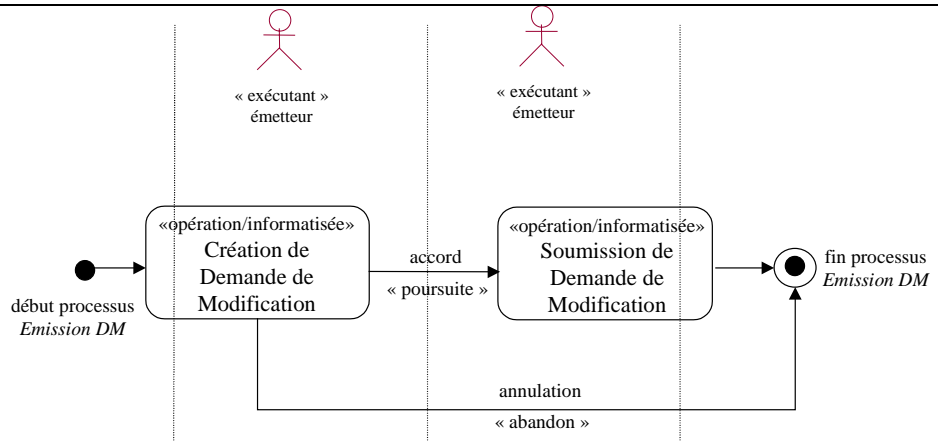 « exécutant »
émetteur
« exécutant »
émetteur
«opération/informatisée»
Création de
Demande de
Modification
«opération/informatisée»
Soumission de
Demande de
Modification
accord
« poursuite »
début processus
Emission DM
fin processus
Emission DM
annulation
« abandon »